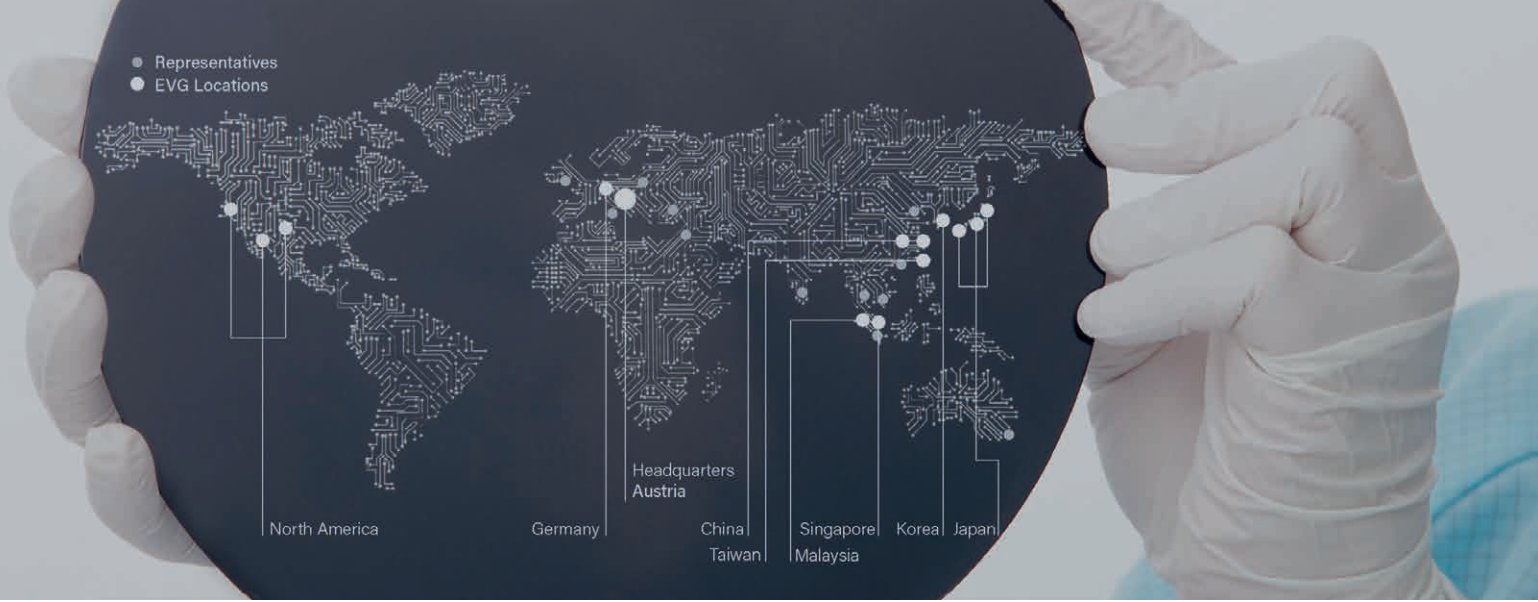 Representatives
EVG Locations
Headquarters
Austria
North America
Germany
China
Singapore
Korea
Japan
Taiwan
Malaysia